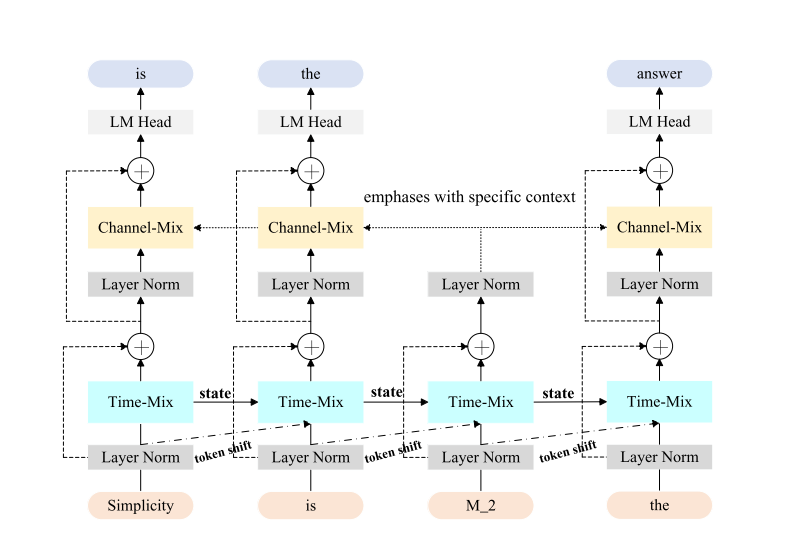 is the answer
LM Head LM Head LM Head
emphases with specific context
Channel-Mix Channel-Mix Channel-Mix
Layer Norm Layer Norm Layer Norm Layer Norm
state state state
Time-Mix Time-Mix Time-Mix Time-Mix
token shift token shift token shift
Layer Norm Layer Norm Layer Norm Layer Norm
Simplicity is M_2 the